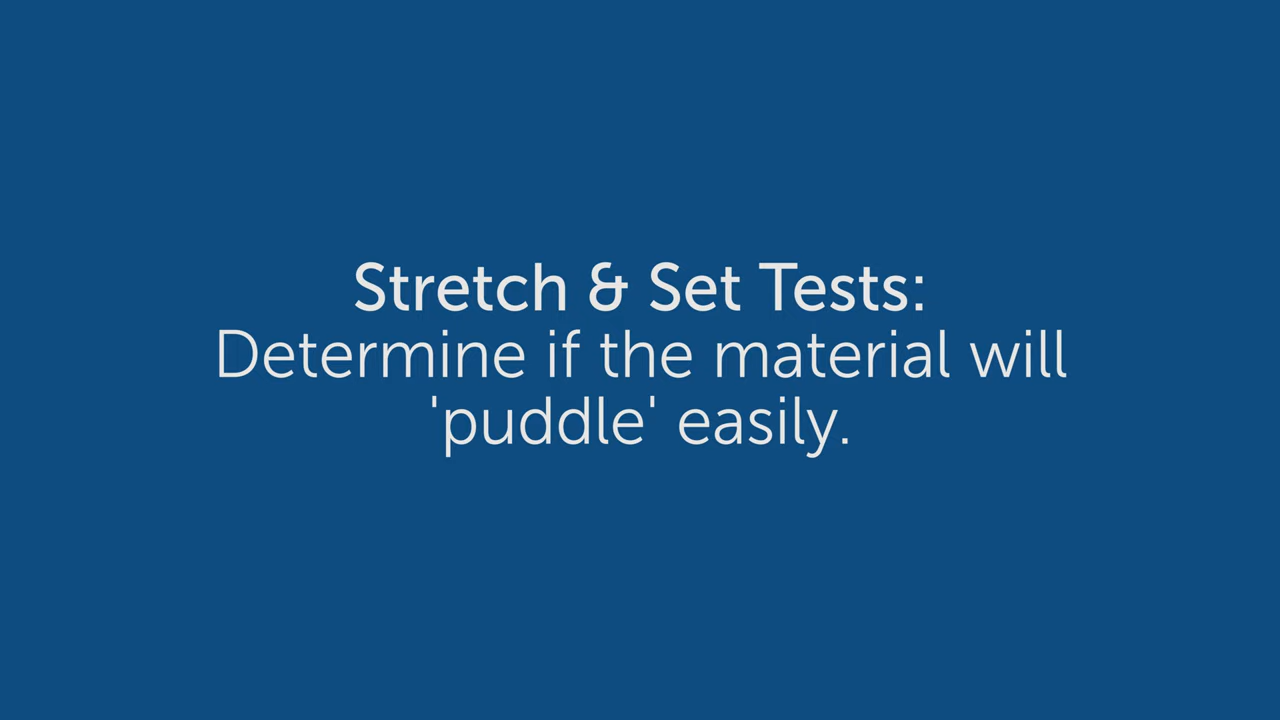 Stretch & Set Tests:
Determine if the material will
'puddle' easily.